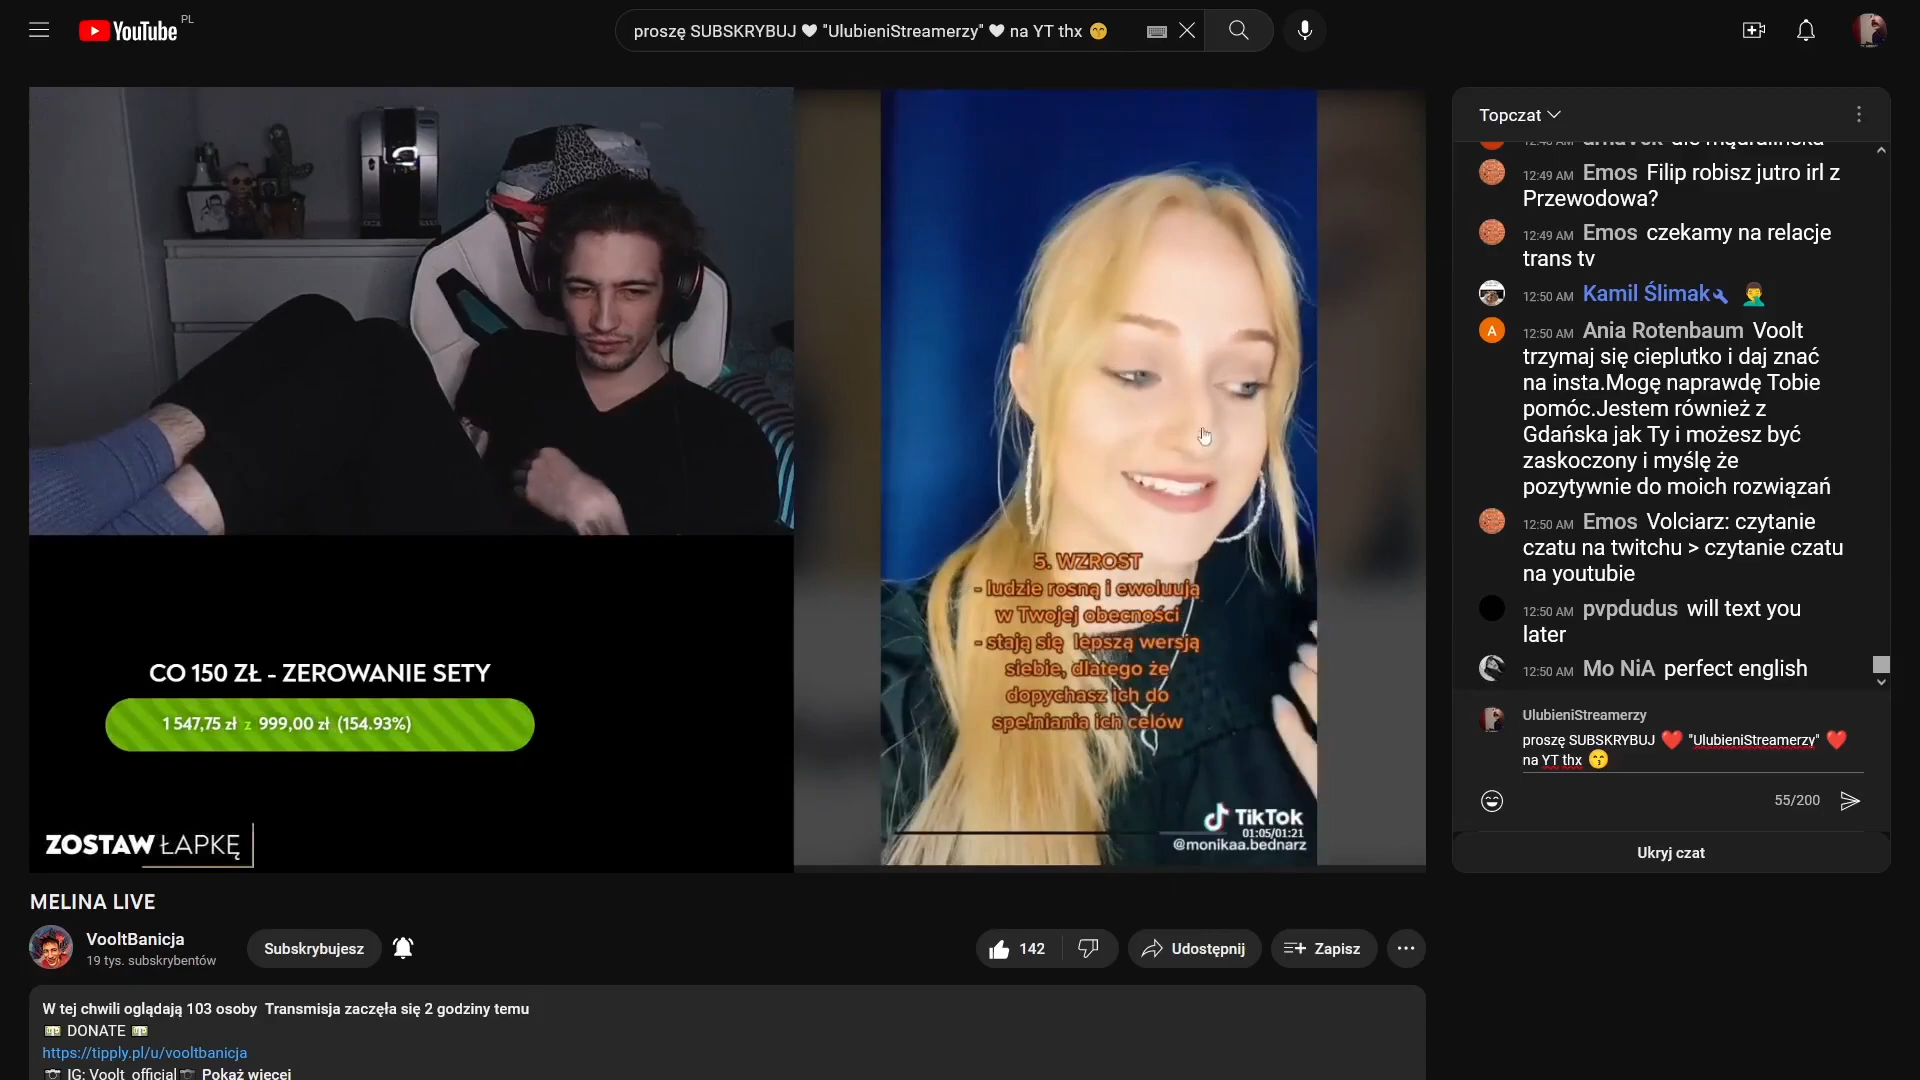 YouTube PL
proszę SUBSKRYBUJ 🤍 "UlubieniStreamerzy" 🤍 na YT thx 😙
CO 150 ZŁ - ZEROWANIE SETY
1 547,75 zł z 999,00 zł (154.93%)
ZOSTAW ŁAPKĘ
5. WZROST
- ludzie rosną i ewoluują
w Twojej obecności
- stają się lepszą wersją
siebie, dlatego że
dopychasz ich do
spełniania ich celów
TikTok
01:05/01:21
@monikaa.bednarz
MELINA LIVE
VooltBanicja
19 tys. subskrybentów
Subskrybujesz
142
Udostępnij
Zapisz
W tej chwili oglądają 103 osoby Transmisja zaczęła się 2 godziny temu
DONATE
https://tipply.pl/u/vooltbanicja
IG: Voolt_official Pokaż więcej
Topczat
12:49 AM Emos Filip robisz jutro irl z
Przewodowa?
12:49 AM Emos czekamy na relacje
trans tv
12:50 AM Kamil Ślimak 🤦‍♂️
12:50 AM Ania Rotenbaum Voolt
trzymaj się cieplutko i daj znać
na insta.Mogę naprawdę Tobie
pomóc.Jestem również z
Gdańska jak Ty i możesz być
zaskoczony i myślę że
pozytywnie do moich rozwiązań
12:50 AM Emos Volciarz: czytanie
czatu na twitchu > czytanie czatu
na youtubie
12:50 AM pvpdudus will text you
later
12:50 AM Mo NiA perfect english
UlubieniStreamerzy
proszę SUBSKRYBUJ ❤️ "UlubieniStreamerzy" ❤️
na YT thx 😙
55/200
Ukryj czat